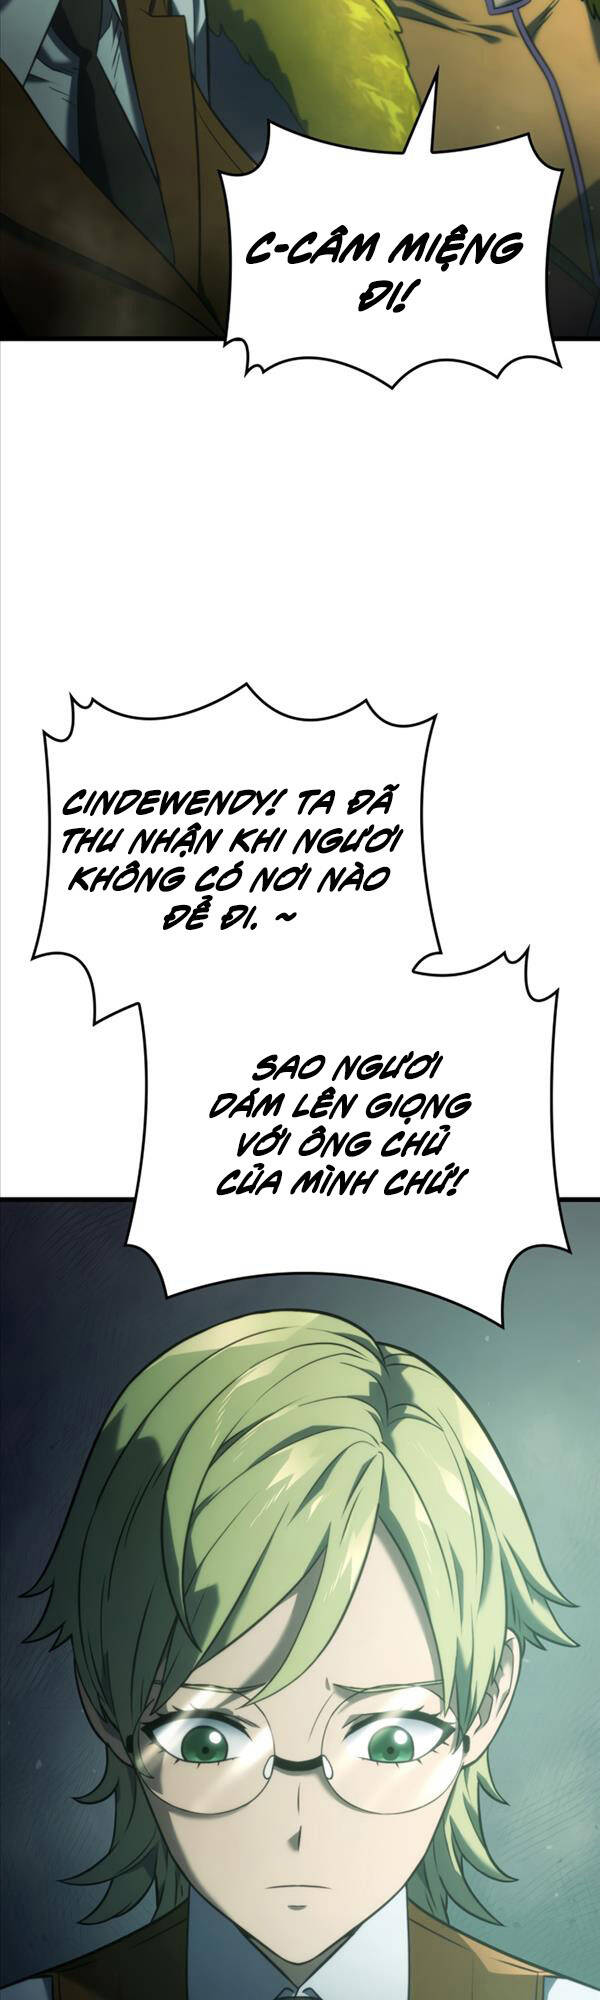 C-CÂM MIỆNG
ĐI!
CINDEWENDY! TA ĐÃ
THU NHẬN KHI NGƯƠI
KHÔNG CÓ NƠI NÀO
ĐỂ ĐI. ~
SAO NGƯƠI
DÁM LÊN GIỌNG
VỚI ÔNG CHỦ
CỦA MÌNH CHỨ!